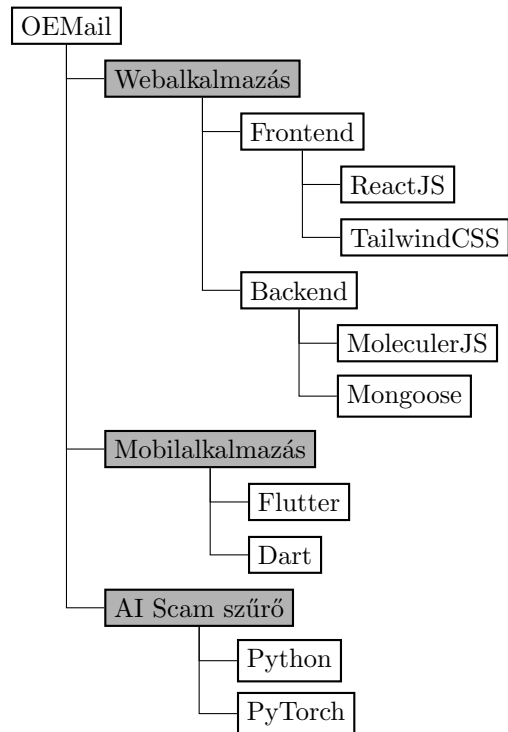 OEMail
Webalkalmazás
Frontend
ReactJS
TailwindCSS
Backend
MoleculerJS
Mongoose
Mobilalkalmazás
Flutter
Dart
AI Scam szűrő
Python
PyTorch